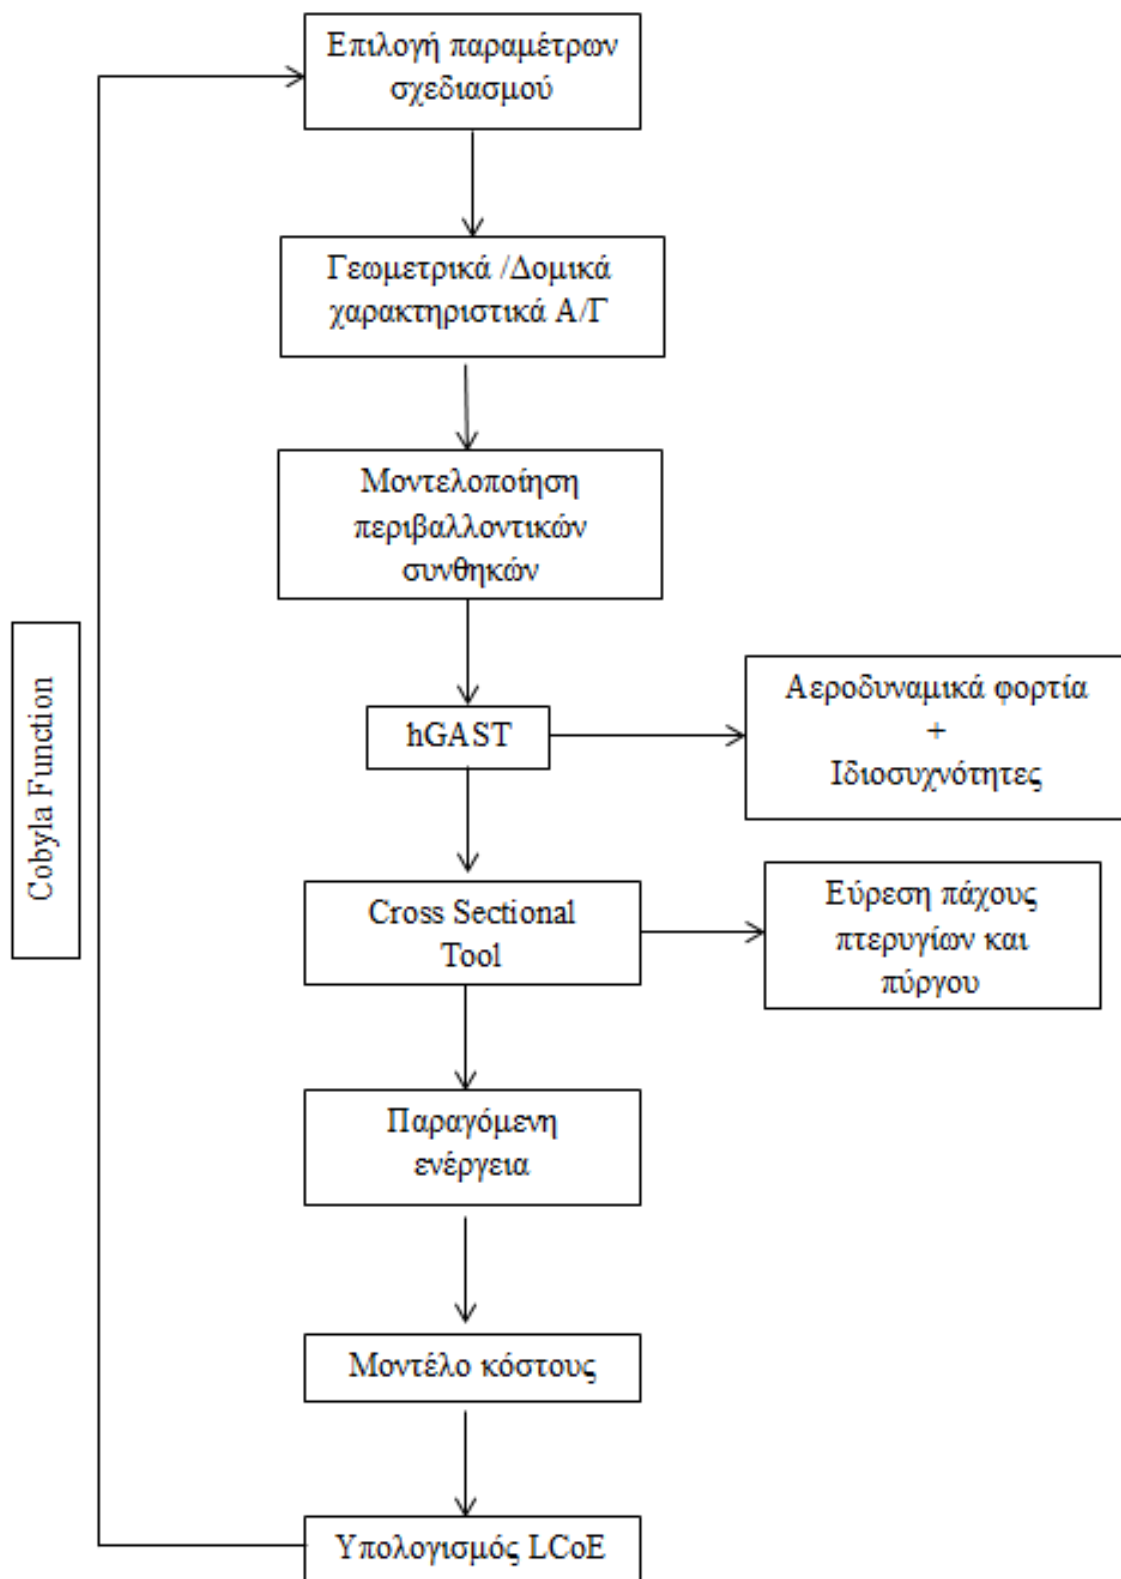 Επιλογή παραμέτρων
σχεδιασμού
Γεωμετρικά /Δομικά
χαρακτηριστικά Α/Γ
Μοντελοποίηση
περιβαλλοντικών
συνθηκών
hGAST
Αεροδυναμικά φορτία
+
Ιδιοσυχνότητες
Cobyla Function
Cross Sectional
Tool
Εύρεση πάχους
πτερυγίων και
πύργου
Παραγόμενη
ενέργεια
Μοντέλο κόστους
Υπολογισμός LCoE